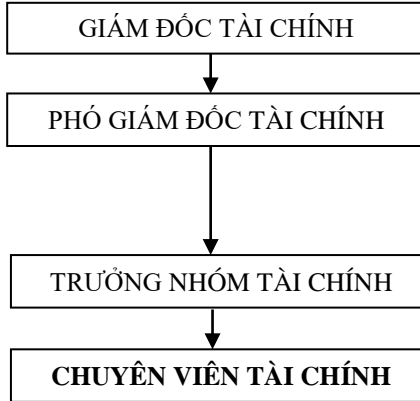 GIÁM ĐỐC TÀI CHÍNH
PHÓ GIÁM ĐỐC TÀI CHÍNH
TRƯỞNG NHÓM TÀI CHÍNH
CHUYÊN VIÊN TÀI CHÍNH